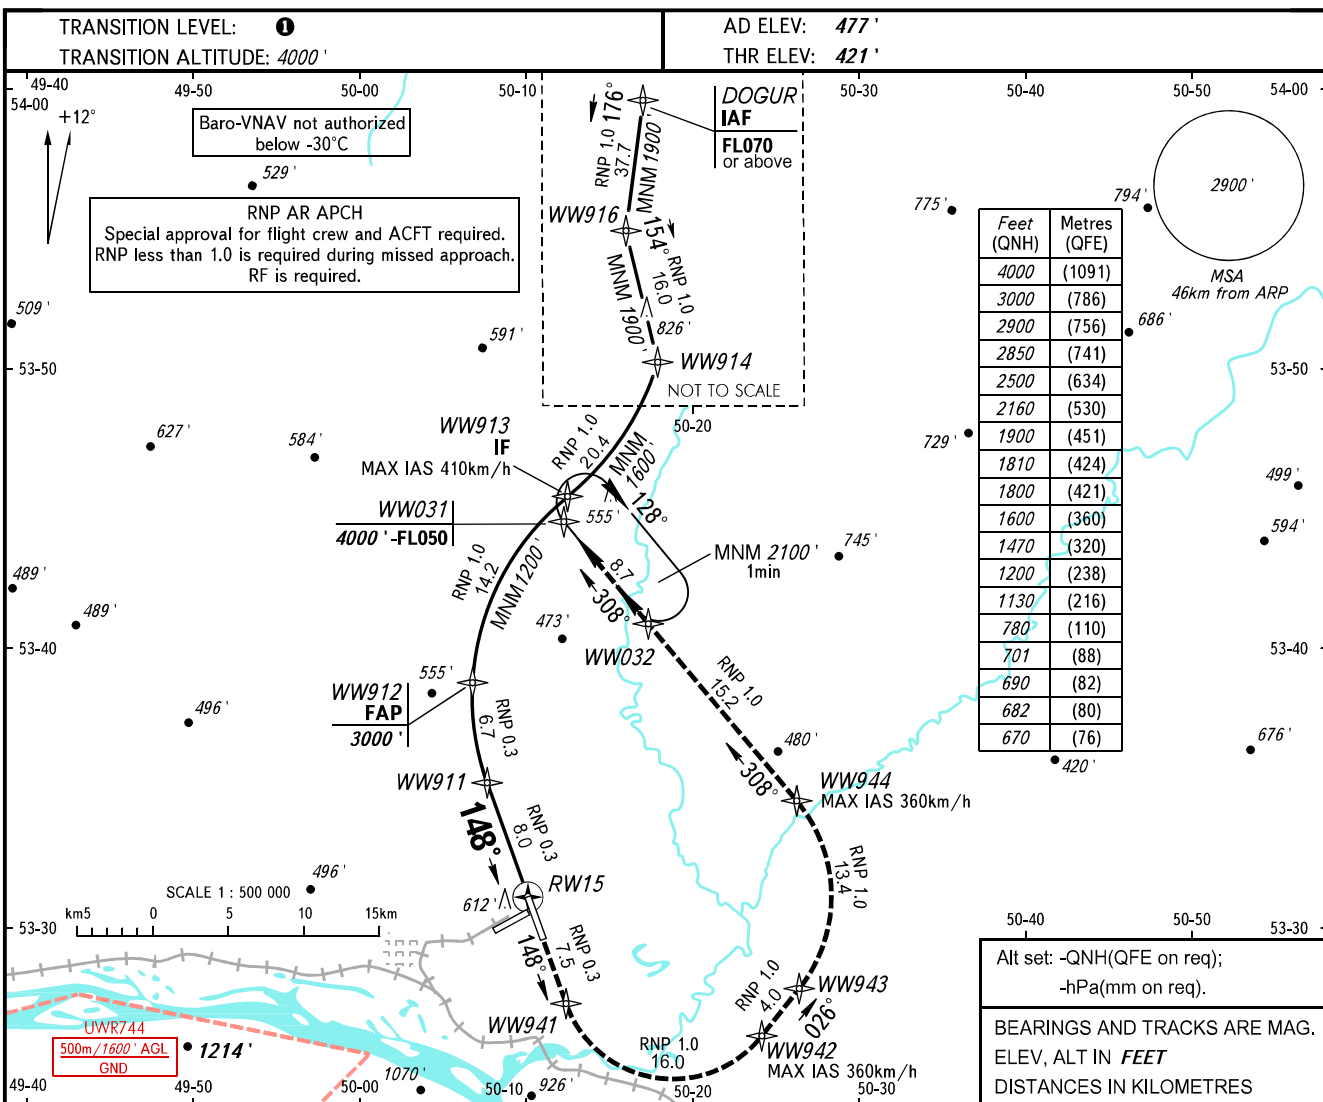 TRANSITION LEVEL: ❶
TRANSITION ALTITUDE: 4000 '
AD ELEV: 477 '
THR ELEV: 421 '
49-40
49-50
50-00
50-10
50-30
50-40
50-50
54-00
54-00
+12°
Baro-VNAV not authorized
below -30°C
529 '
RNP AR APCH
Special approval for flight crew and ACFT required.
RNP less than 1.0 is required during missed approach.
RF is required.
DOGUR
IAF
FL070
or above
176°
RNP 1.0
37.7
MNM 1900'
WW916
154°
RNP 1.0
16.0
MNM 1900'
826 '
WW914
NOT TO SCALE
50-20
775 '
794 '
2900 '
MSA
46km from ARP
686 '
Feet (QNH) Metres (QFE)
4000 (1091)
3000 (786)
2900 (756)
2850 (741)
2500 (634)
2160 (530)
1900 (451)
1810 (424)
1800 (421)
1600 (360)
1470 (320)
1200 (238)
1130 (216)
780 (110)
701 (88)
690 (82)
682 (80)
670 (76)
509 '
591 '
53-50
53-50
627 '
584 '
729 '
499 '
594 '
745 '
WW913
IF
MAX IAS 410km/h
RNP 1.0
20.4
MNM
1600'
128°
555 '
WW031
4000 '-FL050
MNM 2100 '
1min
RNP 1.0
14.2
MNM1200'
8.7
308°
489 '
489 '
473 '
WW032
53-40
53-40
RNP 1.0
15.2
555 '
WW912
FAP
3000 '
RNP 0.3
6.7
496 '
480 '
676 '
420 '
308°
WW944
MAX IAS 360km/h
WW911
148°
RNP 0.3
8.0
RNP 1.0
13.4
496 '
SCALE 1 : 500 000
km5 0 5 10 15km
RW15
612 '
53-30
53-30
50-40
50-50
148°
RNP 0.3
7.5
WW941
RNP 1.0
16.0
RNP 1.0
4.0
WW943
026°
WW942
MAX IAS 360km/h
UWR744
500m/1600 ' AGL
GND
1214 '
1070 '
926 '
49-40
49-50
50-00
50-10
50-20
50-30
Alt set: -QNH(QFE on req);
-hPa(mm on req).
BEARINGS AND TRACKS ARE MAG.
ELEV, ALT IN FEET
DISTANCES IN KILOMETRES